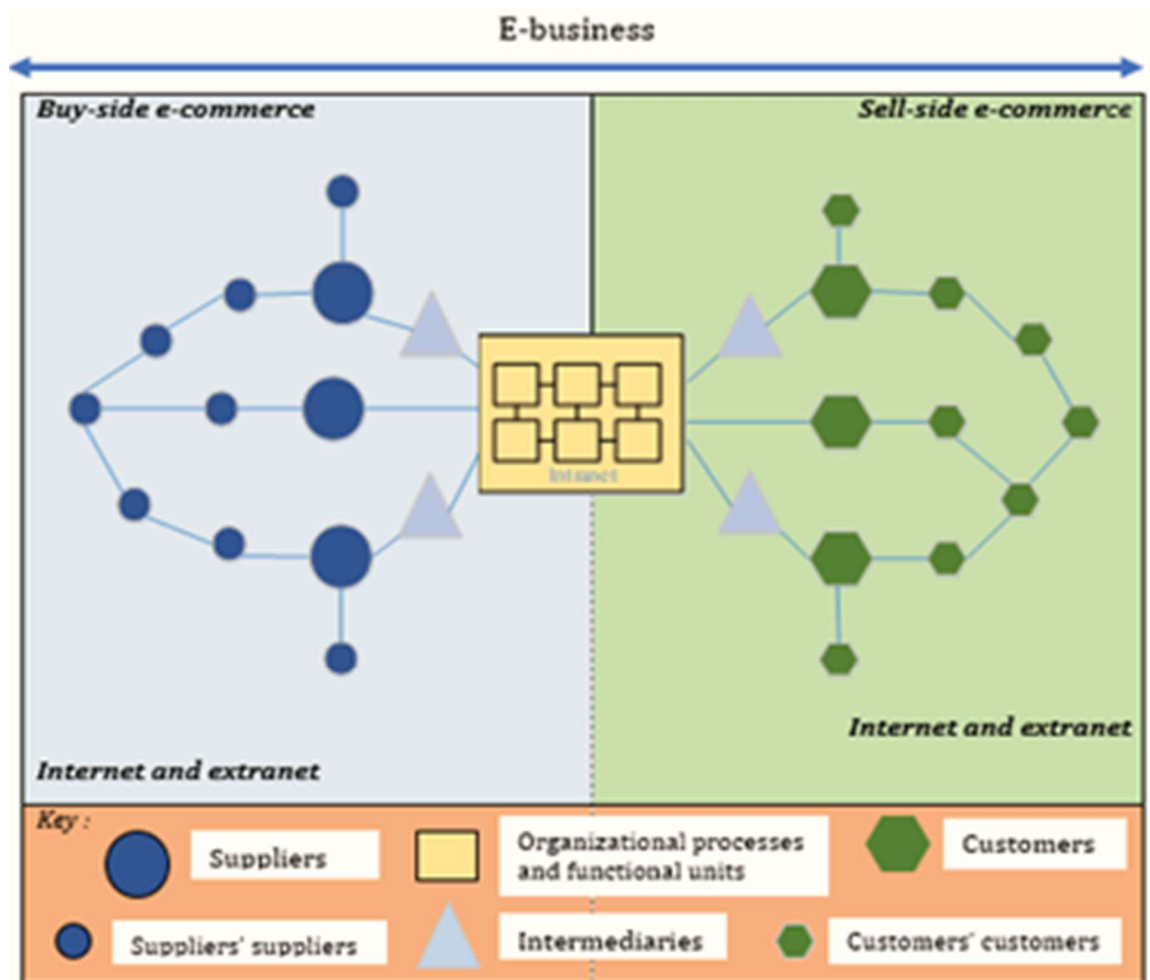 E-business
Buy-side e-commerce
Sell-side e-commerce
Intranet
Internet and extranet
Internet and extranet
Key :
Suppliers
Organizational processes
and functional units
Customers
Suppliers' suppliers
Intermediaries
Customers' customers